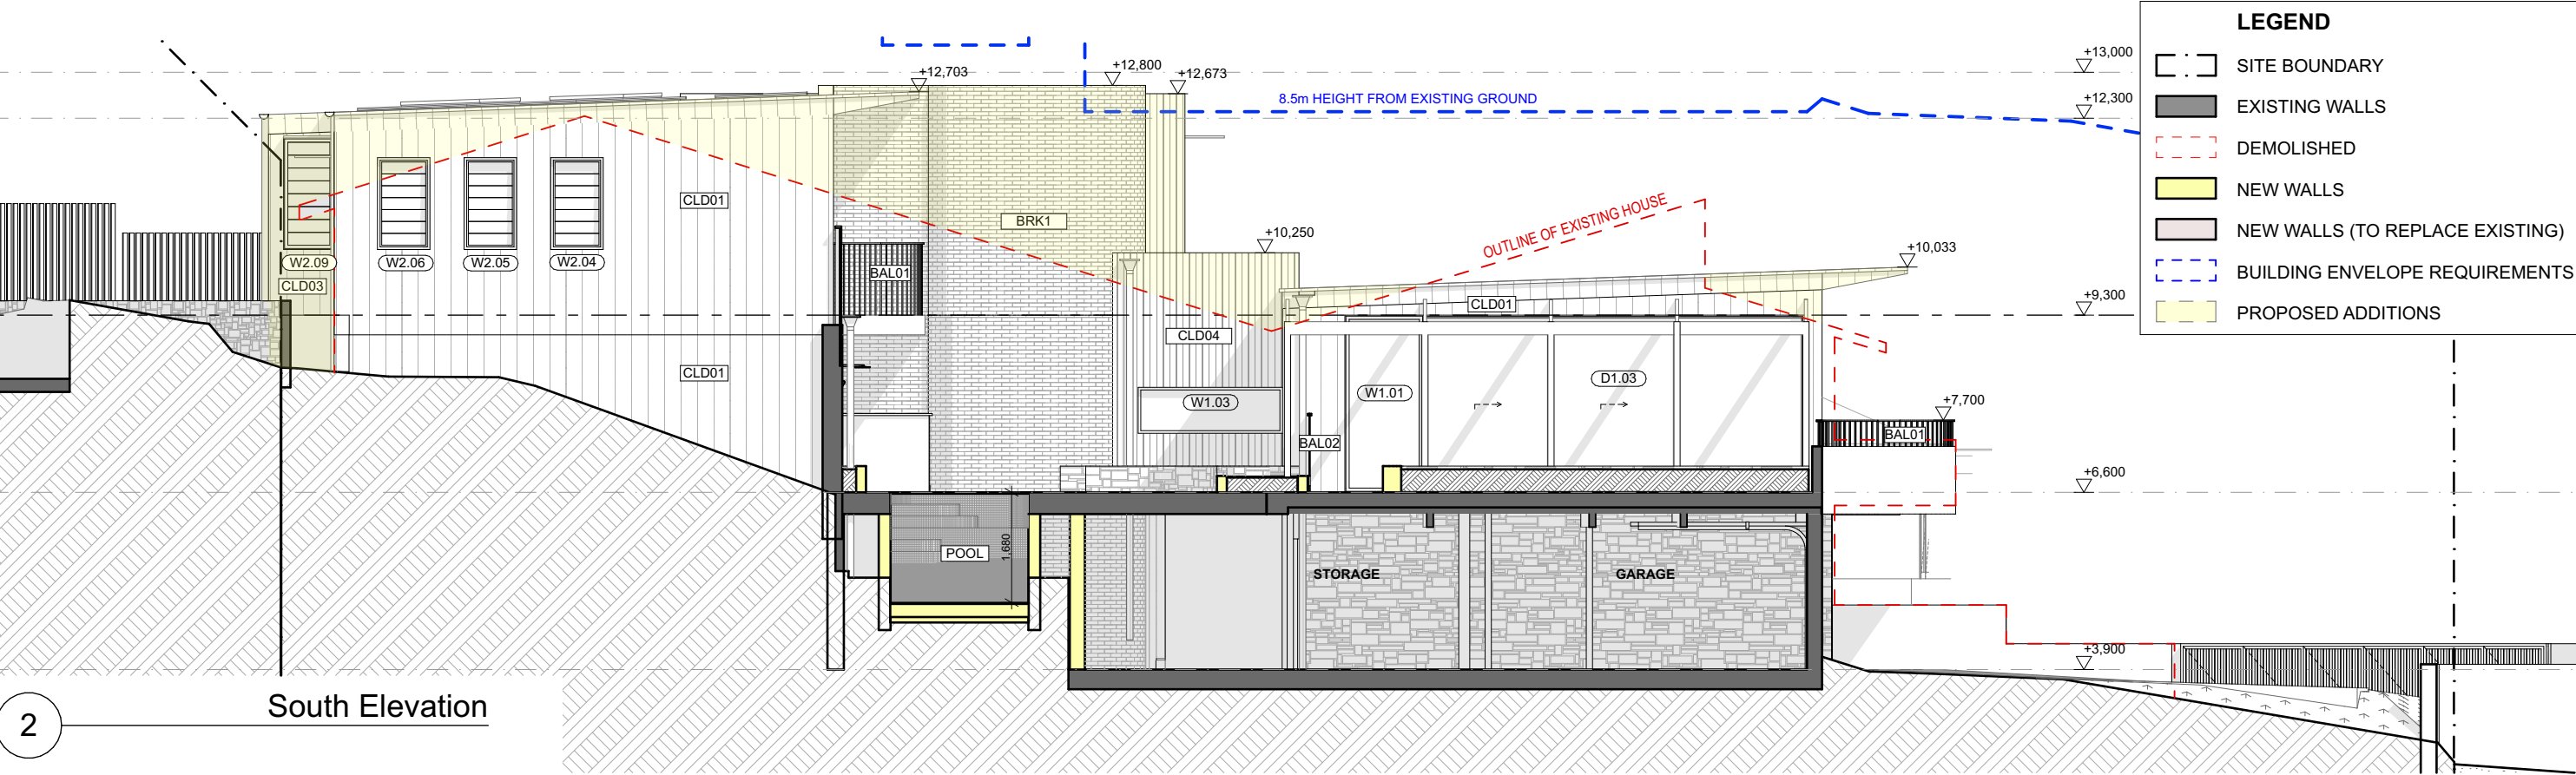 LEGEND
SITE BOUNDARY
EXISTING WALLS
DEMOLISHED
NEW WALLS
NEW WALLS (TO REPLACE EXISTING)
BUILDING ENVELOPE REQUIREMENTS
PROPOSED ADDITIONS
+13,000
+12,800
+12,703
+12,673
8.5m HEIGHT FROM EXISTING GROUND
+12,300
CLD01
OUTLINE OF EXISTING HOUSE
BRK1
+10,250
+10,033
W2.09
W2.06
W2.05
W2.04
BAL01
CLD03
+9,300
CLD01
CLD04
CLD01
W1.03
W1.01
D1.03
+7,700
BAL02
BAL01
+6,600
POOL
1,680
STORAGE
GARAGE
+3,900
2
South Elevation